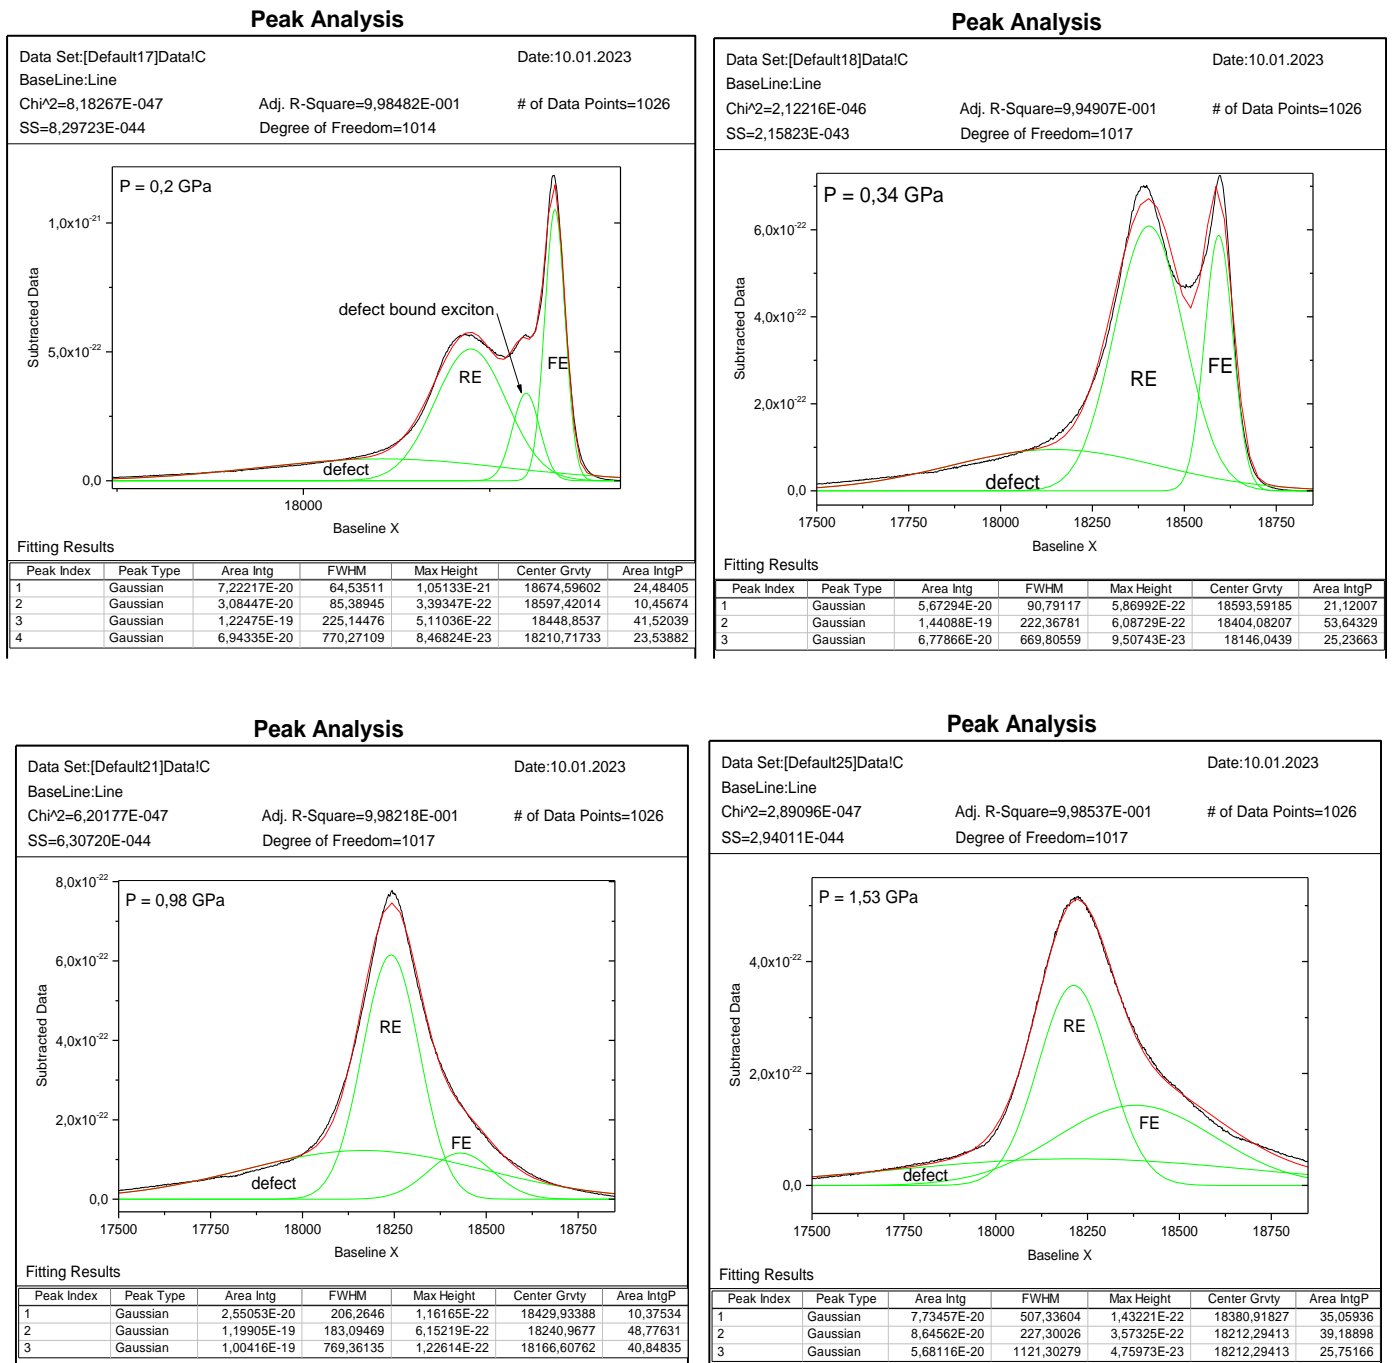 Peak Analysis
Data Set:[Default17]Data!C Date:10.01.2023
BaseLine:Line
Chi^2=8,18267E-047 Adj. R-Square=9,98482E-001 # of Data Points=1026
SS=8,29723E-044 Degree of Freedom=1014
P = 0,2 GPa
1,0x10-21
5,0x10-22
0,0
Subtracted Data
defect bound exciton
RE
FE
defect
18000
Baseline X
Fitting Results
Peak Index Peak Type Area Intg FWHM Max Height Center Grvty Area IntgP
1 Gaussian 7,22217E-20 64,53511 1,05133E-21 18674,59602 24,48405
2 Gaussian 3,08447E-20 85,38945 3,39347E-22 18597,42014 10,45674
3 Gaussian 1,22475E-19 225,14476 5,11036E-22 18448,8537 41,52039
4 Gaussian 6,94335E-20 770,27109 8,46824E-23 18210,71733 23,53882
Peak Analysis
Data Set:[Default18]Data!C Date:10.01.2023
BaseLine:Line
Chi^2=2,12216E-046 Adj. R-Square=9,94907E-001 # of Data Points=1026
SS=2,15823E-043 Degree of Freedom=1017
P = 0,34 GPa
6,0x10-22
4,0x10-22
2,0x10-22
0,0
Subtracted Data
RE
FE
defect
17500 17750 18000 18250 18500 18750
Baseline X
Fitting Results
Peak Index Peak Type Area Intg FWHM Max Height Center Grvty Area IntgP
1 Gaussian 5,67294E-20 90,79117 5,86992E-22 18593,59185 21,12007
2 Gaussian 1,44088E-19 222,36781 6,08729E-22 18404,08207 53,64329
3 Gaussian 6,77866E-20 669,80559 9,50743E-23 18146,0439 25,23663
Peak Analysis
Data Set:[Default21]Data!C Date:10.01.2023
BaseLine:Line
Chi^2=6,20177E-047 Adj. R-Square=9,98218E-001 # of Data Points=1026
SS=6,30720E-044 Degree of Freedom=1017
P = 0,98 GPa
8,0x10-22
6,0x10-22
4,0x10-22
2,0x10-22
0,0
Subtracted Data
RE
FE
defect
17500 17750 18000 18250 18500 18750
Baseline X
Fitting Results
Peak Index Peak Type Area Intg FWHM Max Height Center Grvty Area IntgP
1 Gaussian 2,55053E-20 206,2646 1,16165E-22 18429,93388 10,37534
2 Gaussian 1,19905E-19 183,09469 6,15219E-22 18240,9677 48,77631
3 Gaussian 1,00416E-19 769,36135 1,22614E-22 18166,60762 40,84835
Peak Analysis
Data Set:[Default25]Data!C Date:10.01.2023
BaseLine:Line
Chi^2=2,89096E-047 Adj. R-Square=9,98537E-001 # of Data Points=1026
SS=2,94011E-044 Degree of Freedom=1017
P = 1,53 GPa
4,0x10-22
2,0x10-22
0,0
Subtracted Data
RE
FE
defect
17500 17750 18000 18250 18500 18750
Baseline X
Fitting Results
Peak Index Peak Type Area Intg FWHM Max Height Center Grvty Area IntgP
1 Gaussian 7,73457E-20 507,33604 1,43221E-22 18380,91827 35,05936
2 Gaussian 8,64562E-20 227,30026 3,57325E-22 18212,29413 39,18898
3 Gaussian 5,68116E-20 1121,30279 4,75973E-23 18212,29413 25,75166